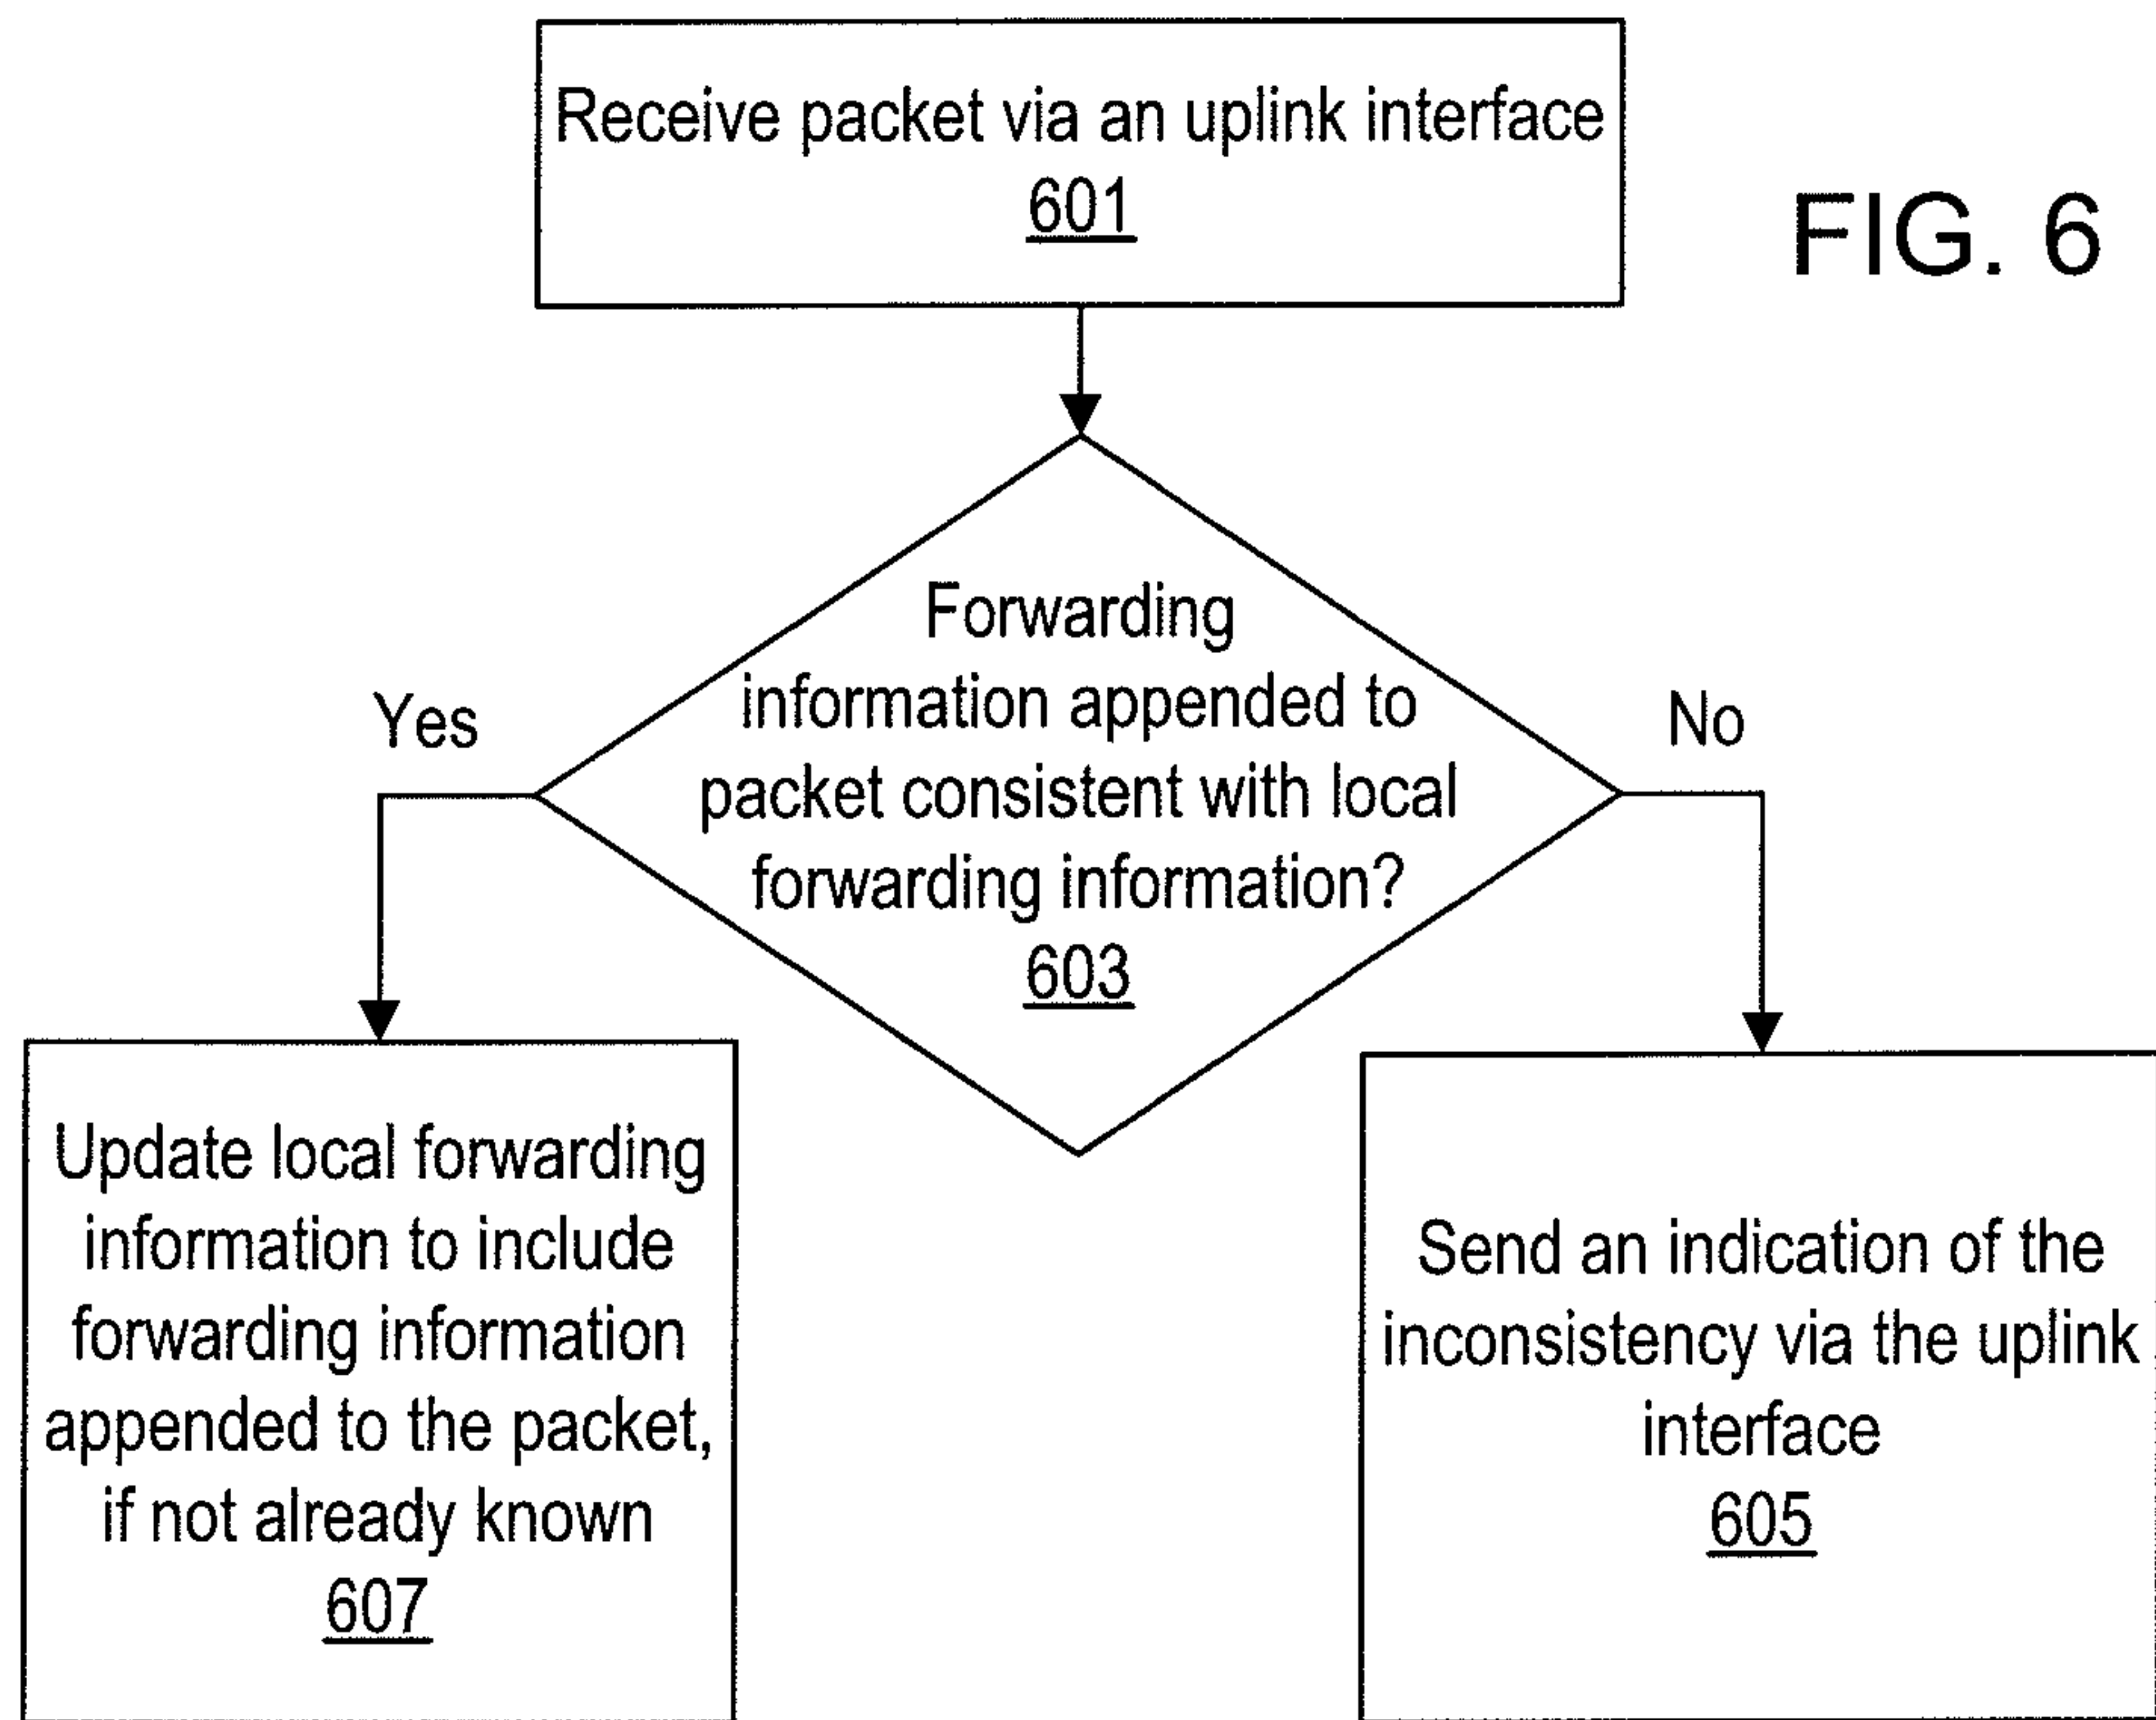 Receive packet via an uplink interface
601
FIG. 6
Forwarding
information appended to
packet consistent with local
forwarding information?
603
Yes
No
Update local forwarding
information to include
forwarding information
appended to the packet,
if not already known
607
Send an indication of the
inconsistency via the uplink
interface
605